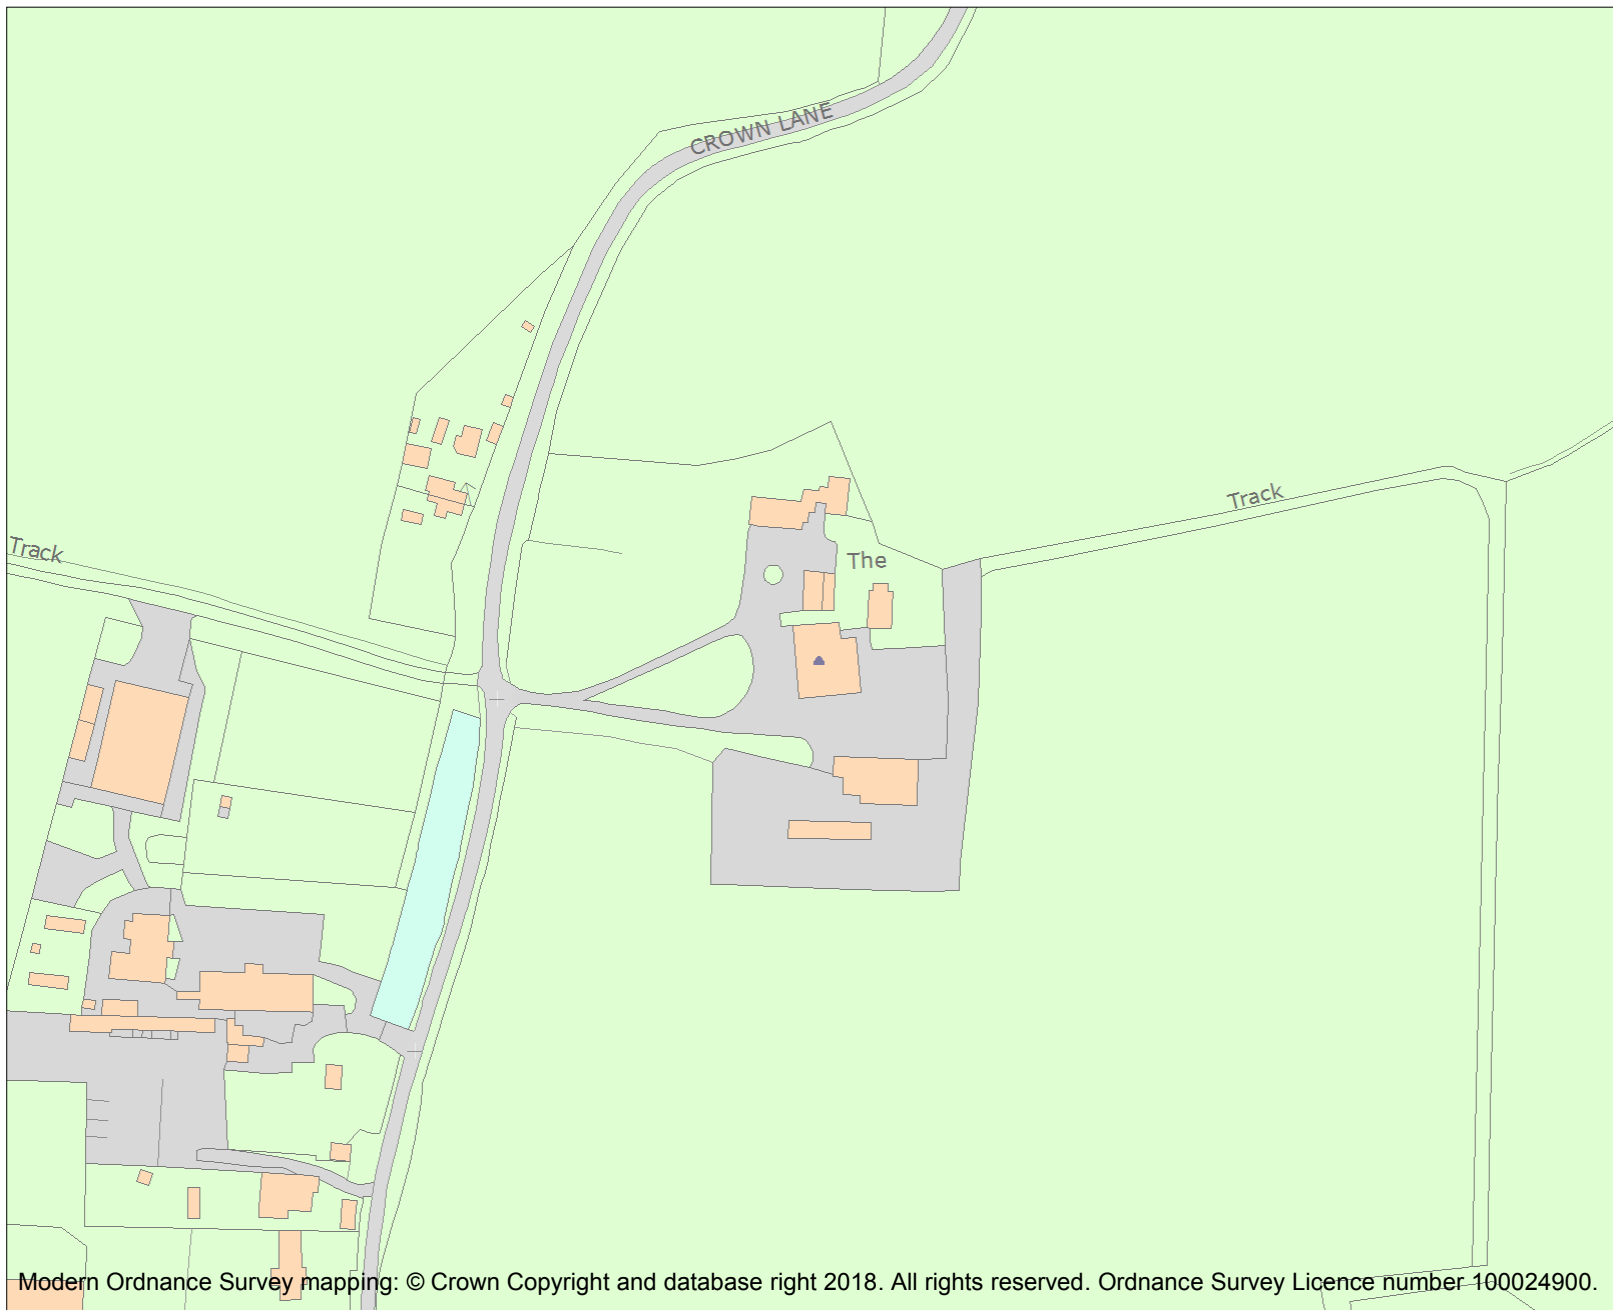 CROWN LANE
Track
Track
The
Modern Ordnance Survey mapping: © Crown Copyright and database right 2018. All rights reserved. Ordnance Survey Licence number 100024900.